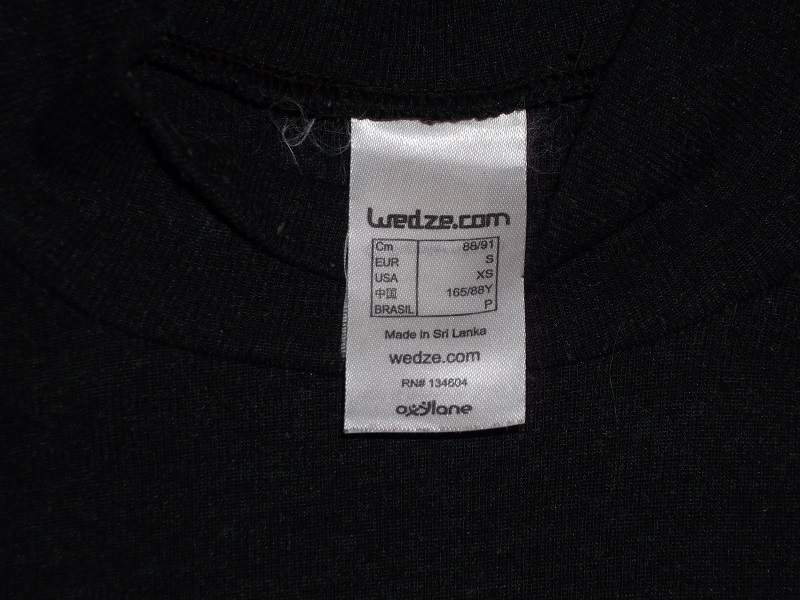 wedze.com
Cm 88/91
EUR S
USA XS
中国 165/88Y
BRASIL P
Made in Sri Lanka
wedze.com
RN# 134604
oxylane